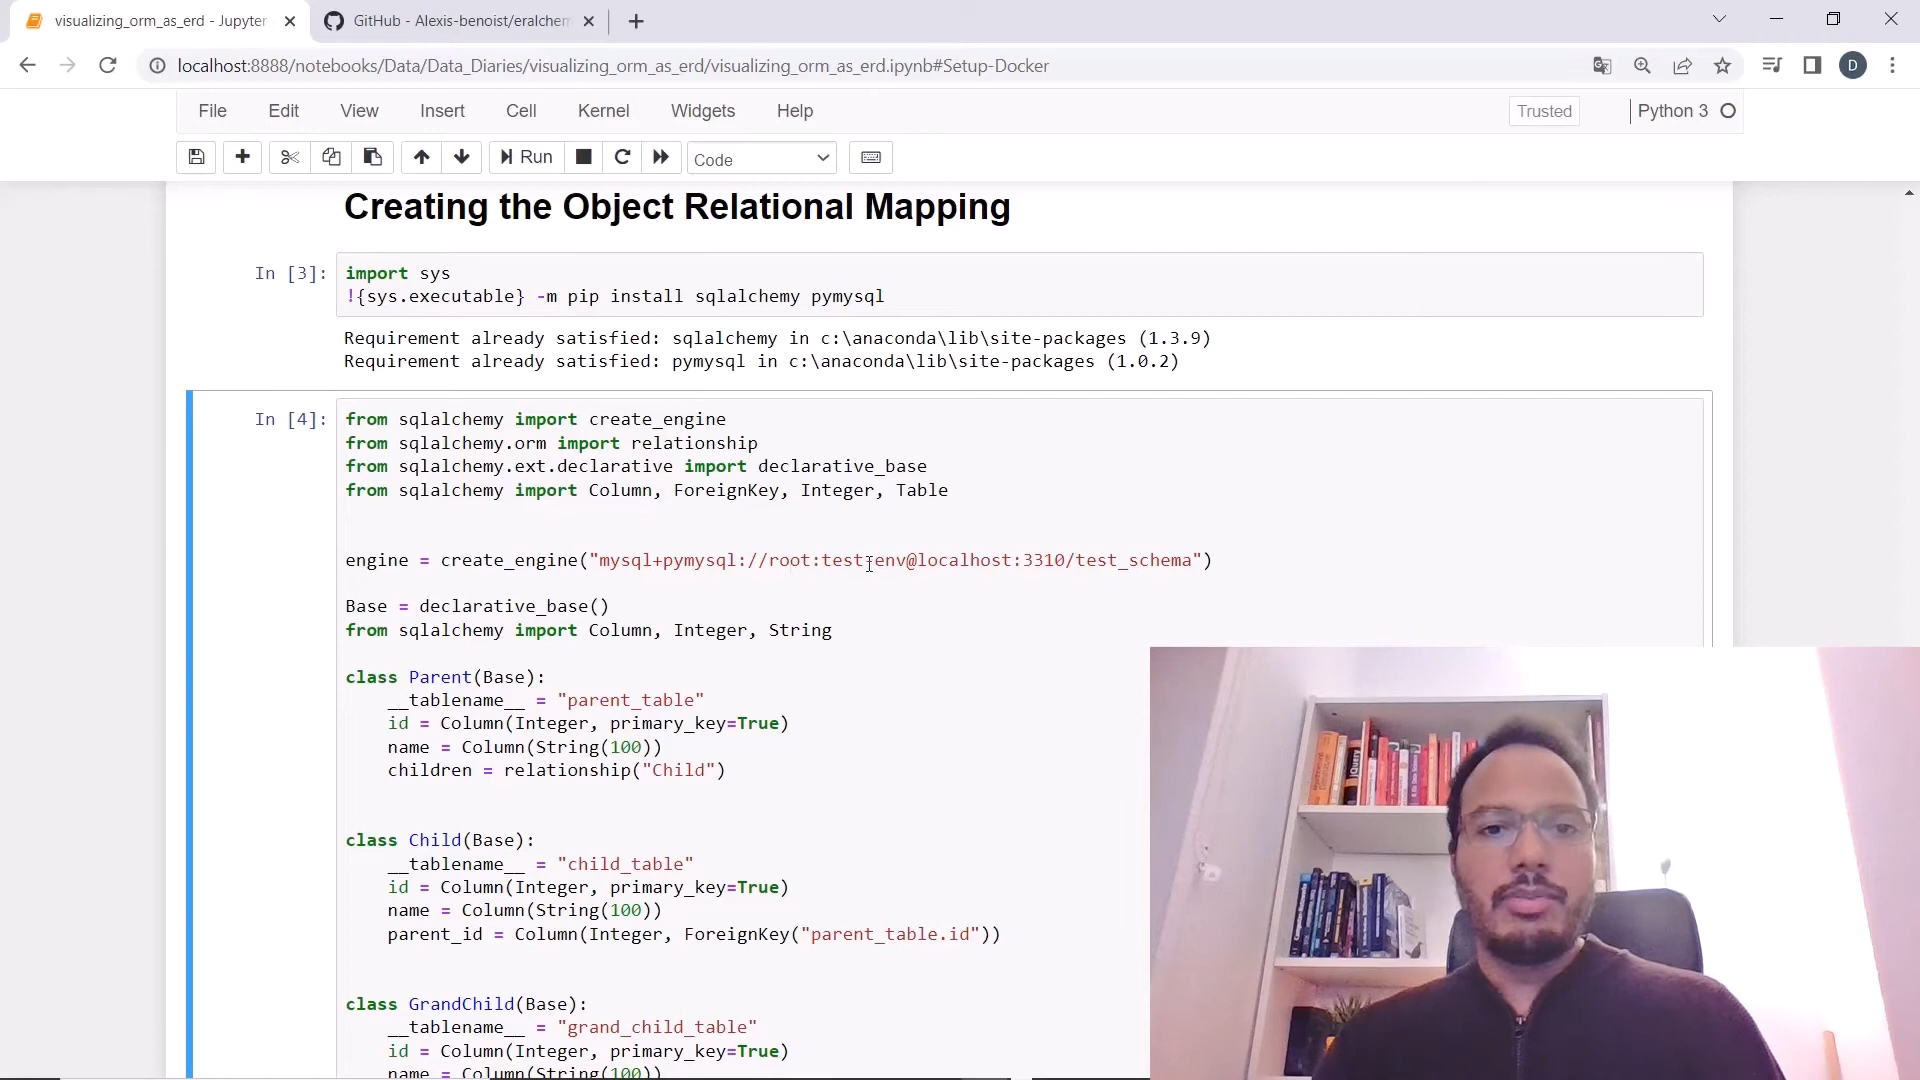 visualizing_orm_as_erd - Jupyter
GitHub - Alexis-benoist/eralchem
localhost:8888/notebooks/Data/Data_Diaries/visualizing_orm_as_erd/visualizing_orm_as_erd.ipynb#Setup-Docker
D
File Edit View Insert Cell Kernel Widgets Help
Trusted
Python 3
Run
Code
Creating the Object Relational Mapping
In [3]:
import sys
!{sys.executable} -m pip install sqlalchemy pymysql
Requirement already satisfied: sqlalchemy in c:\anaconda\lib\site-packages (1.3.9)
Requirement already satisfied: pymysql in c:\anaconda\lib\site-packages (1.0.2)
In [4]:
from sqlalchemy import create_engine
from sqlalchemy.orm import relationship
from sqlalchemy.ext.declarative import declarative_base
from sqlalchemy import Column, ForeignKey, Integer, Table
engine = create_engine("mysql+pymysql://root:test_env@localhost:3310/test_schema")
Base = declarative_base()
from sqlalchemy import Column, Integer, String
class Parent(Base):
__tablename__ = "parent_table"
id = Column(Integer, primary_key=True)
name = Column(String(100))
children = relationship("Child")
class Child(Base):
__tablename__ = "child_table"
id = Column(Integer, primary_key=True)
name = Column(String(100))
parent_id = Column(Integer, ForeignKey("parent_table.id"))
class GrandChild(Base):
__tablename__ = "grand_child_table"
id = Column(Integer, primary_key=True)
name = Column(String(100))